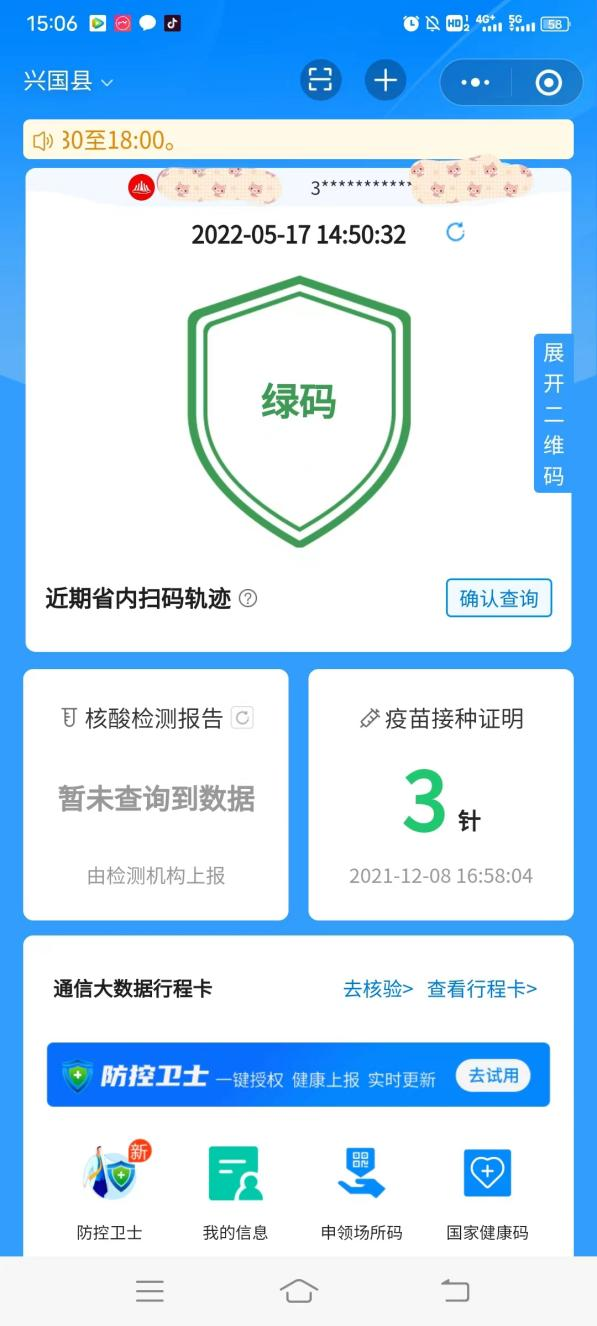 15:06
HD 1 2 4G+ 5G 58
兴国县
30至18:00。
3***********
2022-05-17 14:50:32
绿码
展开二维码
近期省内扫码轨迹 ?
确认查询
核酸检测报告
疫苗接种证明
暂未查询到数据
3 针
由检测机构上报
2021-12-08 16:58:04
通信大数据行程卡
去核验> 查看行程卡>
防控卫士 一键授权 健康上报 实时更新 去试用
新
防控卫士 我的信息 申领场所码 国家健康码